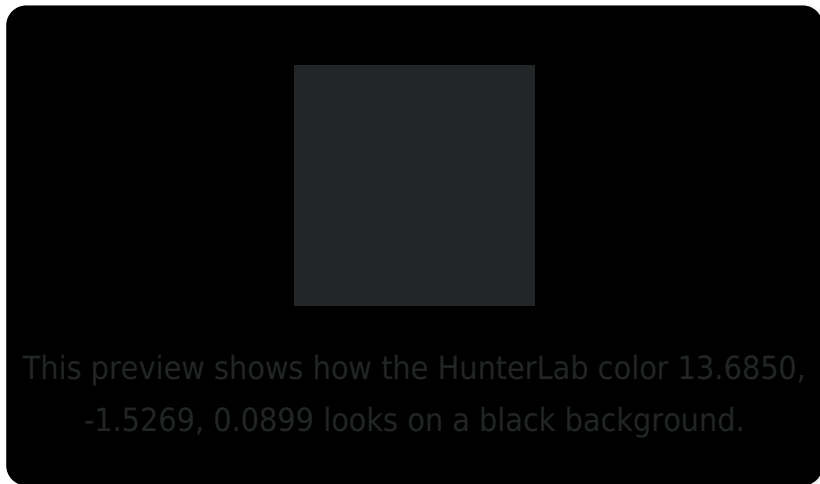 This preview shows how the HunterLab color 13.6850,
-1.5269, 0.0899 looks on a black background.